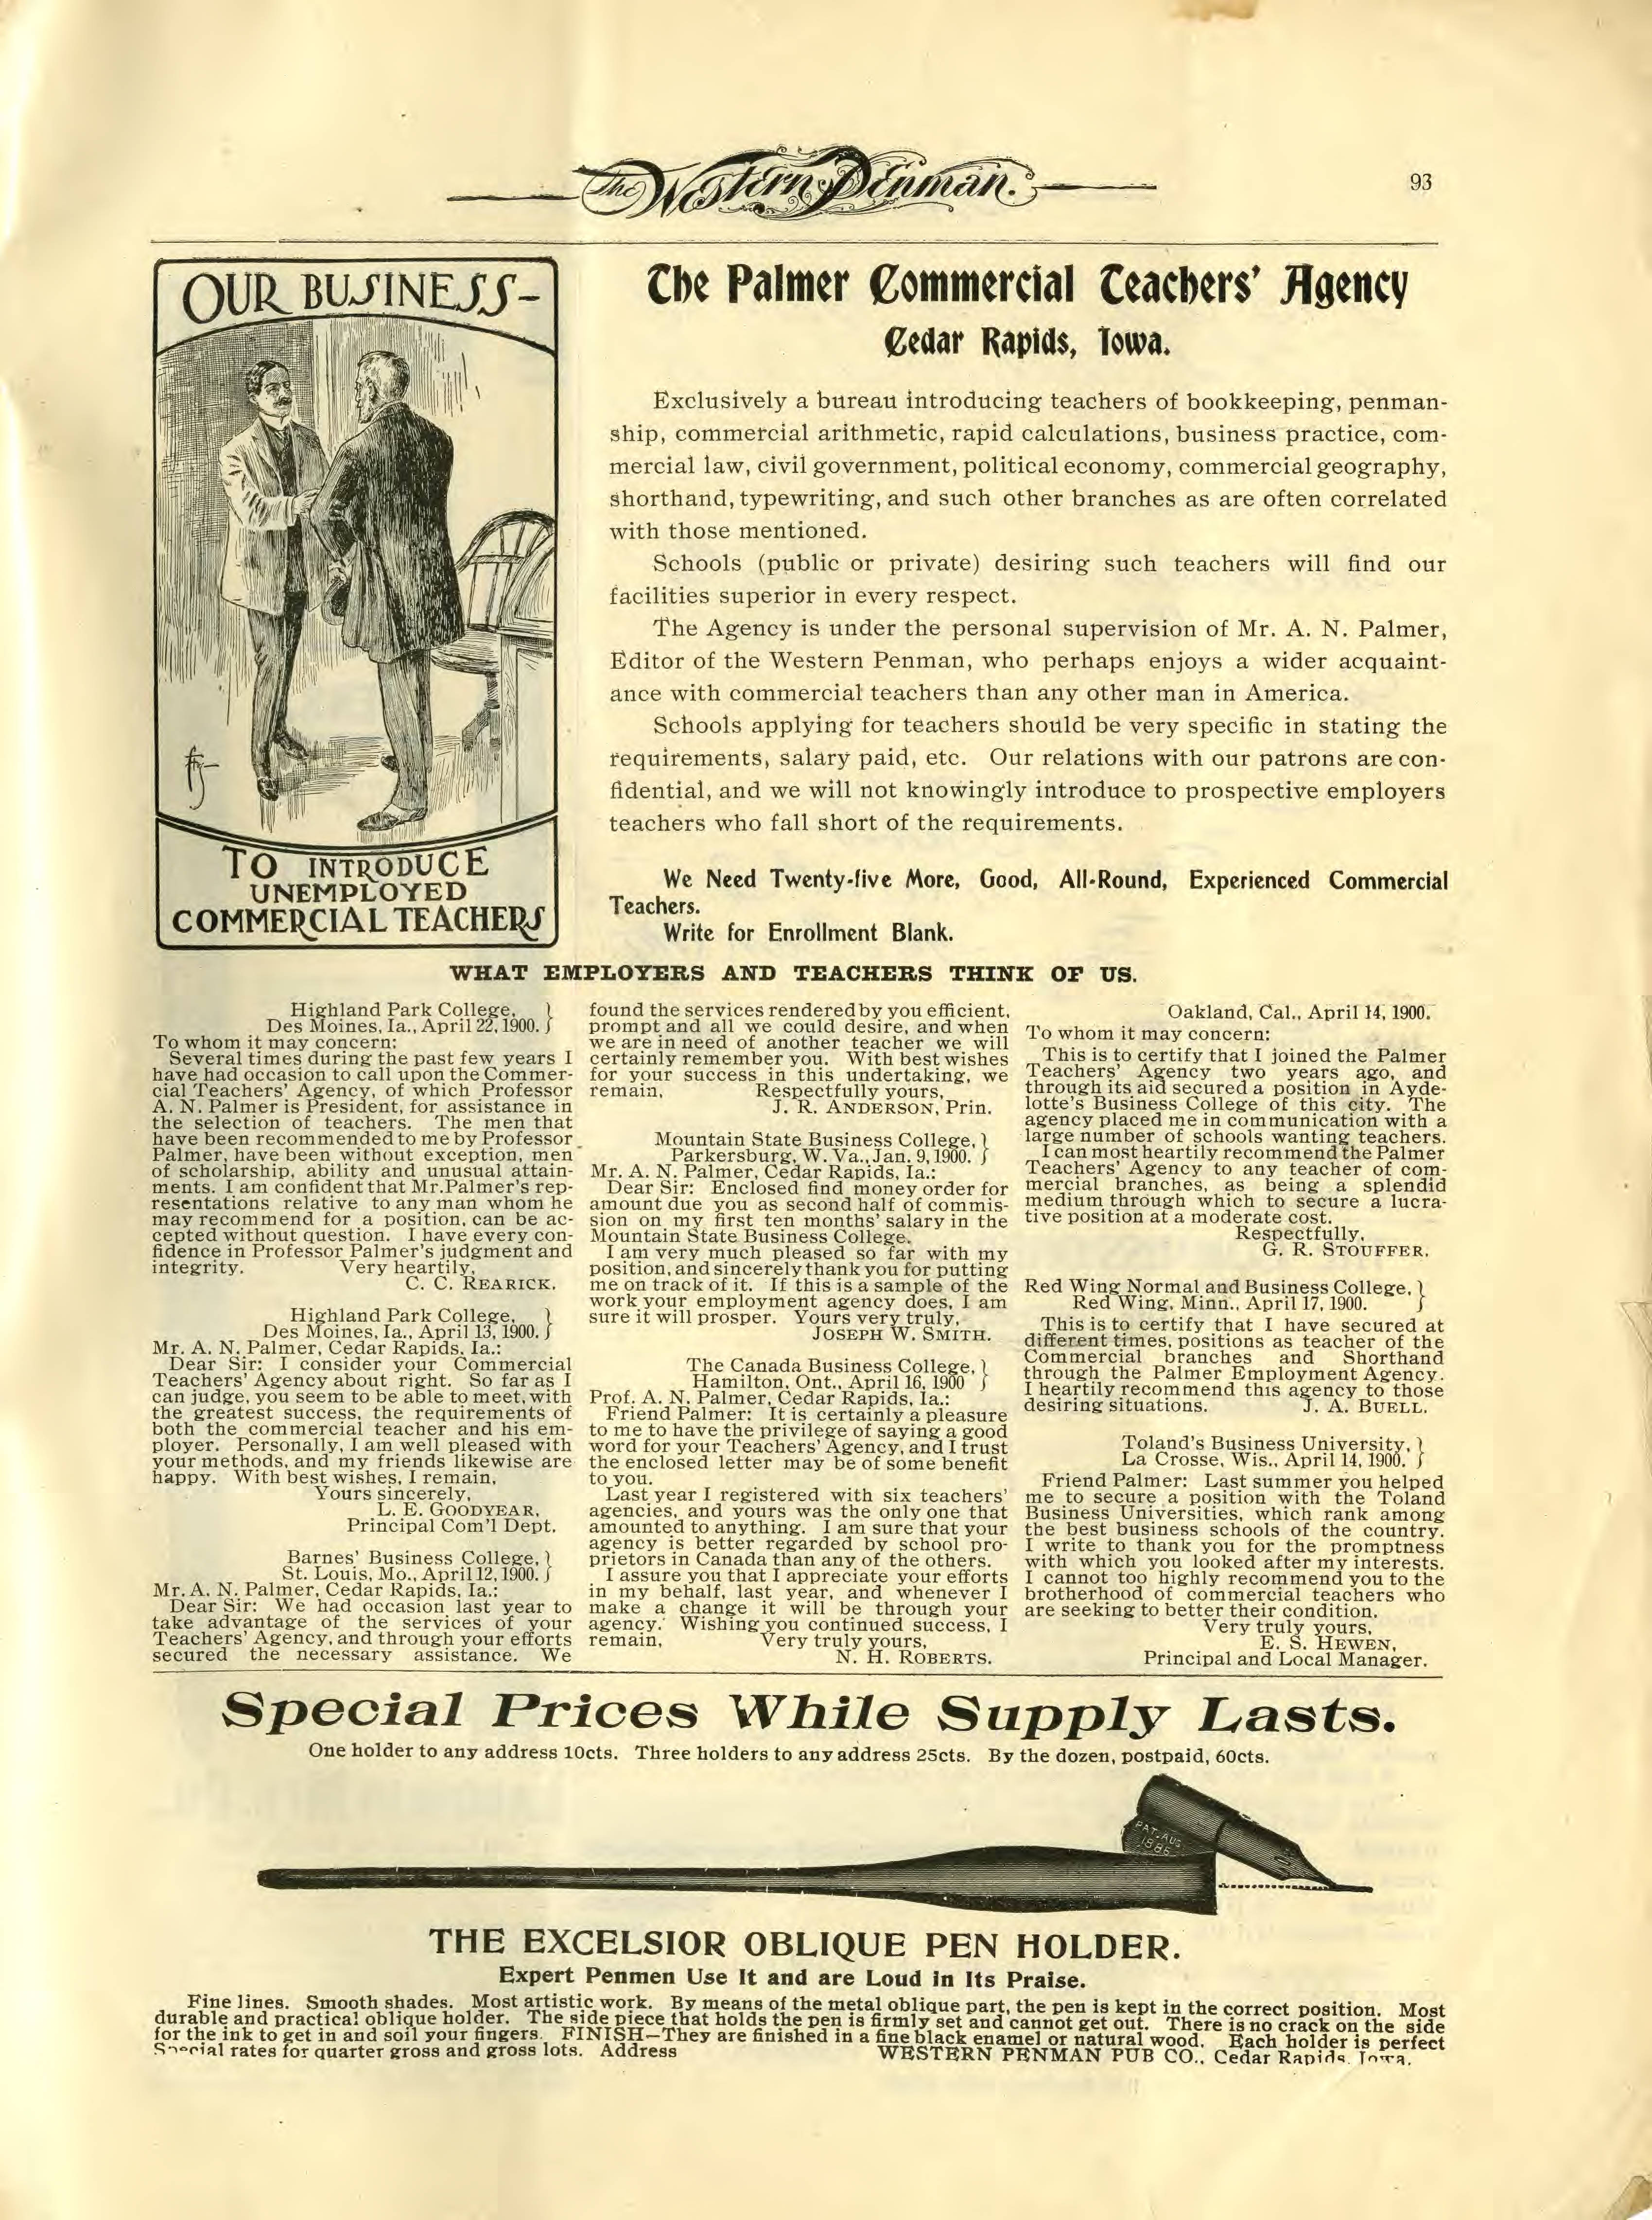 The Western Penman.
93
OUR BUSINESS-
TO INTRODUCE
UNEMPLOYED
COMMERCIAL TEACHERS
The Palmer Commercial Teachers' Agency
Cedar Rapids, Iowa.
Exclusively a bureau introducing teachers of bookkeeping, penman-
ship, commercial arithmetic, rapid calculations, business practice, com-
mercial law, civil government, political economy, commercial geography,
shorthand, typewriting, and such other branches as are often correlated
with those mentioned.
Schools (public or private) desiring such teachers will find our
facilities superior in every respect.
The Agency is under the personal supervision of Mr. A. N. Palmer,
Editor of the Western Penman, who perhaps enjoys a wider acquaint-
ance with commercial teachers than any other man in America.
Schools applying for teachers should be very specific in stating the
requirements, salary paid, etc. Our relations with our patrons are con-
fidential, and we will not knowingly introduce to prospective employers
teachers who fall short of the requirements.
We Need Twenty-five More, Good, All-Round, Experienced Commercial
Teachers.
Write for Enrollment Blank.
WHAT EMPLOYERS AND TEACHERS THINK OF US.
Highland Park College, }
Des Moines, Ia., April 22, 1900. }
To whom it may concern:
Several times during the past few years I
have had occasion to call upon the Commer-
cial Teachers' Agency, of which Professor
A. N. Palmer is President, for assistance in
the selection of teachers. The men that
have been recommended to me by Professor
Palmer, have been without exception, men
of scholarship, ability and unusual attain-
ments. I am confident that Mr. Palmer's rep-
resentations relative to any man whom he
may recommend for a position, can be ac-
cepted without question. I have every con-
fidence in Professor Palmer's judgment and
integrity. Very heartily,
C. C. REARICK.
Highland Park College, }
Des Moines, Ia., April 13, 1900. }
Mr. A. N. Palmer, Cedar Rapids, Ia.:
Dear Sir: I consider your Commercial
Teachers' Agency about right. So far as I
can judge, you seem to be able to meet, with
the greatest success, the requirements of
both the commercial teacher and his em-
ployer. Personally, I am well pleased with
your methods, and my friends likewise are
happy. With best wishes, I remain,
Yours sincerely,
L. E. GOODYEAR,
Principal Com'l Dept.
Barnes' Business College, }
St. Louis, Mo., April 12, 1900. }
Mr. A. N. Palmer, Cedar Rapids, Ia.:
Dear Sir: We had occasion last year to
take advantage of the services of your
Teachers' Agency, and through your efforts
secured the necessary assistance. We
found the services rendered by you efficient,
prompt and all we could desire, and when
we are in need of another teacher we will
certainly remember you. With best wishes
for your success in this undertaking, we
remain, Respectfully yours,
J. R. ANDERSON, Prin.
Mountain State Business College, }
Parkersburg, W. Va., Jan. 9, 1900. }
Mr. A. N. Palmer, Cedar Rapids, Ia.:
Dear Sir: Enclosed find money order for
amount due you as second half of commis-
sion on my first ten months' salary in the
Mountain State Business College.
I am very much pleased so far with my
position, and sincerely thank you for putting
me on track of it. If this is a sample of the
work your employment agency does, I am
sure it will prosper. Yours very truly,
JOSEPH W. SMITH.
The Canada Business College, }
Hamilton, Ont., April 16, 1900 }
Prof. A. N. Palmer, Cedar Rapids, Ia.:
Friend Palmer: It is certainly a pleasure
to me to have the privilege of saying a good
word for your Teachers' Agency, and I trust
the enclosed letter may be of some benefit
to you.
Last year I registered with six teachers'
agencies, and yours was the only one that
amounted to anything. I am sure that your
agency is better regarded by school pro-
prietors in Canada than any of the others.
I assure you that I appreciate your efforts
in my behalf, last year, and whenever I
make a change it will be through your
agency. Wishing you continued success, I
remain, Very truly yours,
N. H. ROBERTS.
Oakland, Cal., April 14, 1900.
To whom it may concern:
This is to certify that I joined the Palmer
Teachers' Agency two years ago, and
through its aid secured a position in Ayde-
lotte's Business College of this city. The
agency placed me in communication with a
large number of schools wanting teachers.
I can most heartily recommend the Palmer
Teachers' Agency to any teacher of com-
mercial branches, as being a splendid
medium through which to secure a lucra-
tive position at a moderate cost.
Respectfully,
G. R. STOUFFER.
Red Wing Normal and Business College, }
Red Wing, Minn., April 17, 1900. }
This is to certify that I have secured at
different times, positions as teacher of the
Commercial branches and Shorthand
through the Palmer Employment Agency.
I heartily recommend this agency to those
desiring situations. J. A. BUELL.
Toland's Business University, }
La Crosse, Wis., April 14, 1900. }
Friend Palmer: Last summer you helped
me to secure a position with the Toland
Business Universities, which rank among
the best business schools of the country.
I write to thank you for the promptness
with which you looked after my interests.
I cannot too highly recommend you to the
brotherhood of commercial teachers who
are seeking to better their condition.
Very truly yours,
E. S. HEWEN,
Principal and Local Manager.
Special Prices While Supply Lasts.
One holder to any address 10cts. Three holders to any address 25cts. By the dozen, postpaid, 60cts.
PAT. AUG
1886
THE EXCELSIOR OBLIQUE PEN HOLDER.
Expert Penmen Use It and are Loud in Its Praise.
Fine lines. Smooth shades. Most artistic work. By means of the metal oblique part, the pen is kept in the correct position. Most
durable and practical oblique holder. The side piece that holds the pen is firmly set and cannot get out. There is no crack on the side
for the ink to get in and soil your fingers. FINISH—They are finished in a fine black enamel or natural wood. Each holder is perfect
Special rates for quarter gross and gross lots. Address WESTERN PENMAN PUB CO., Cedar Rapids, Iowa.